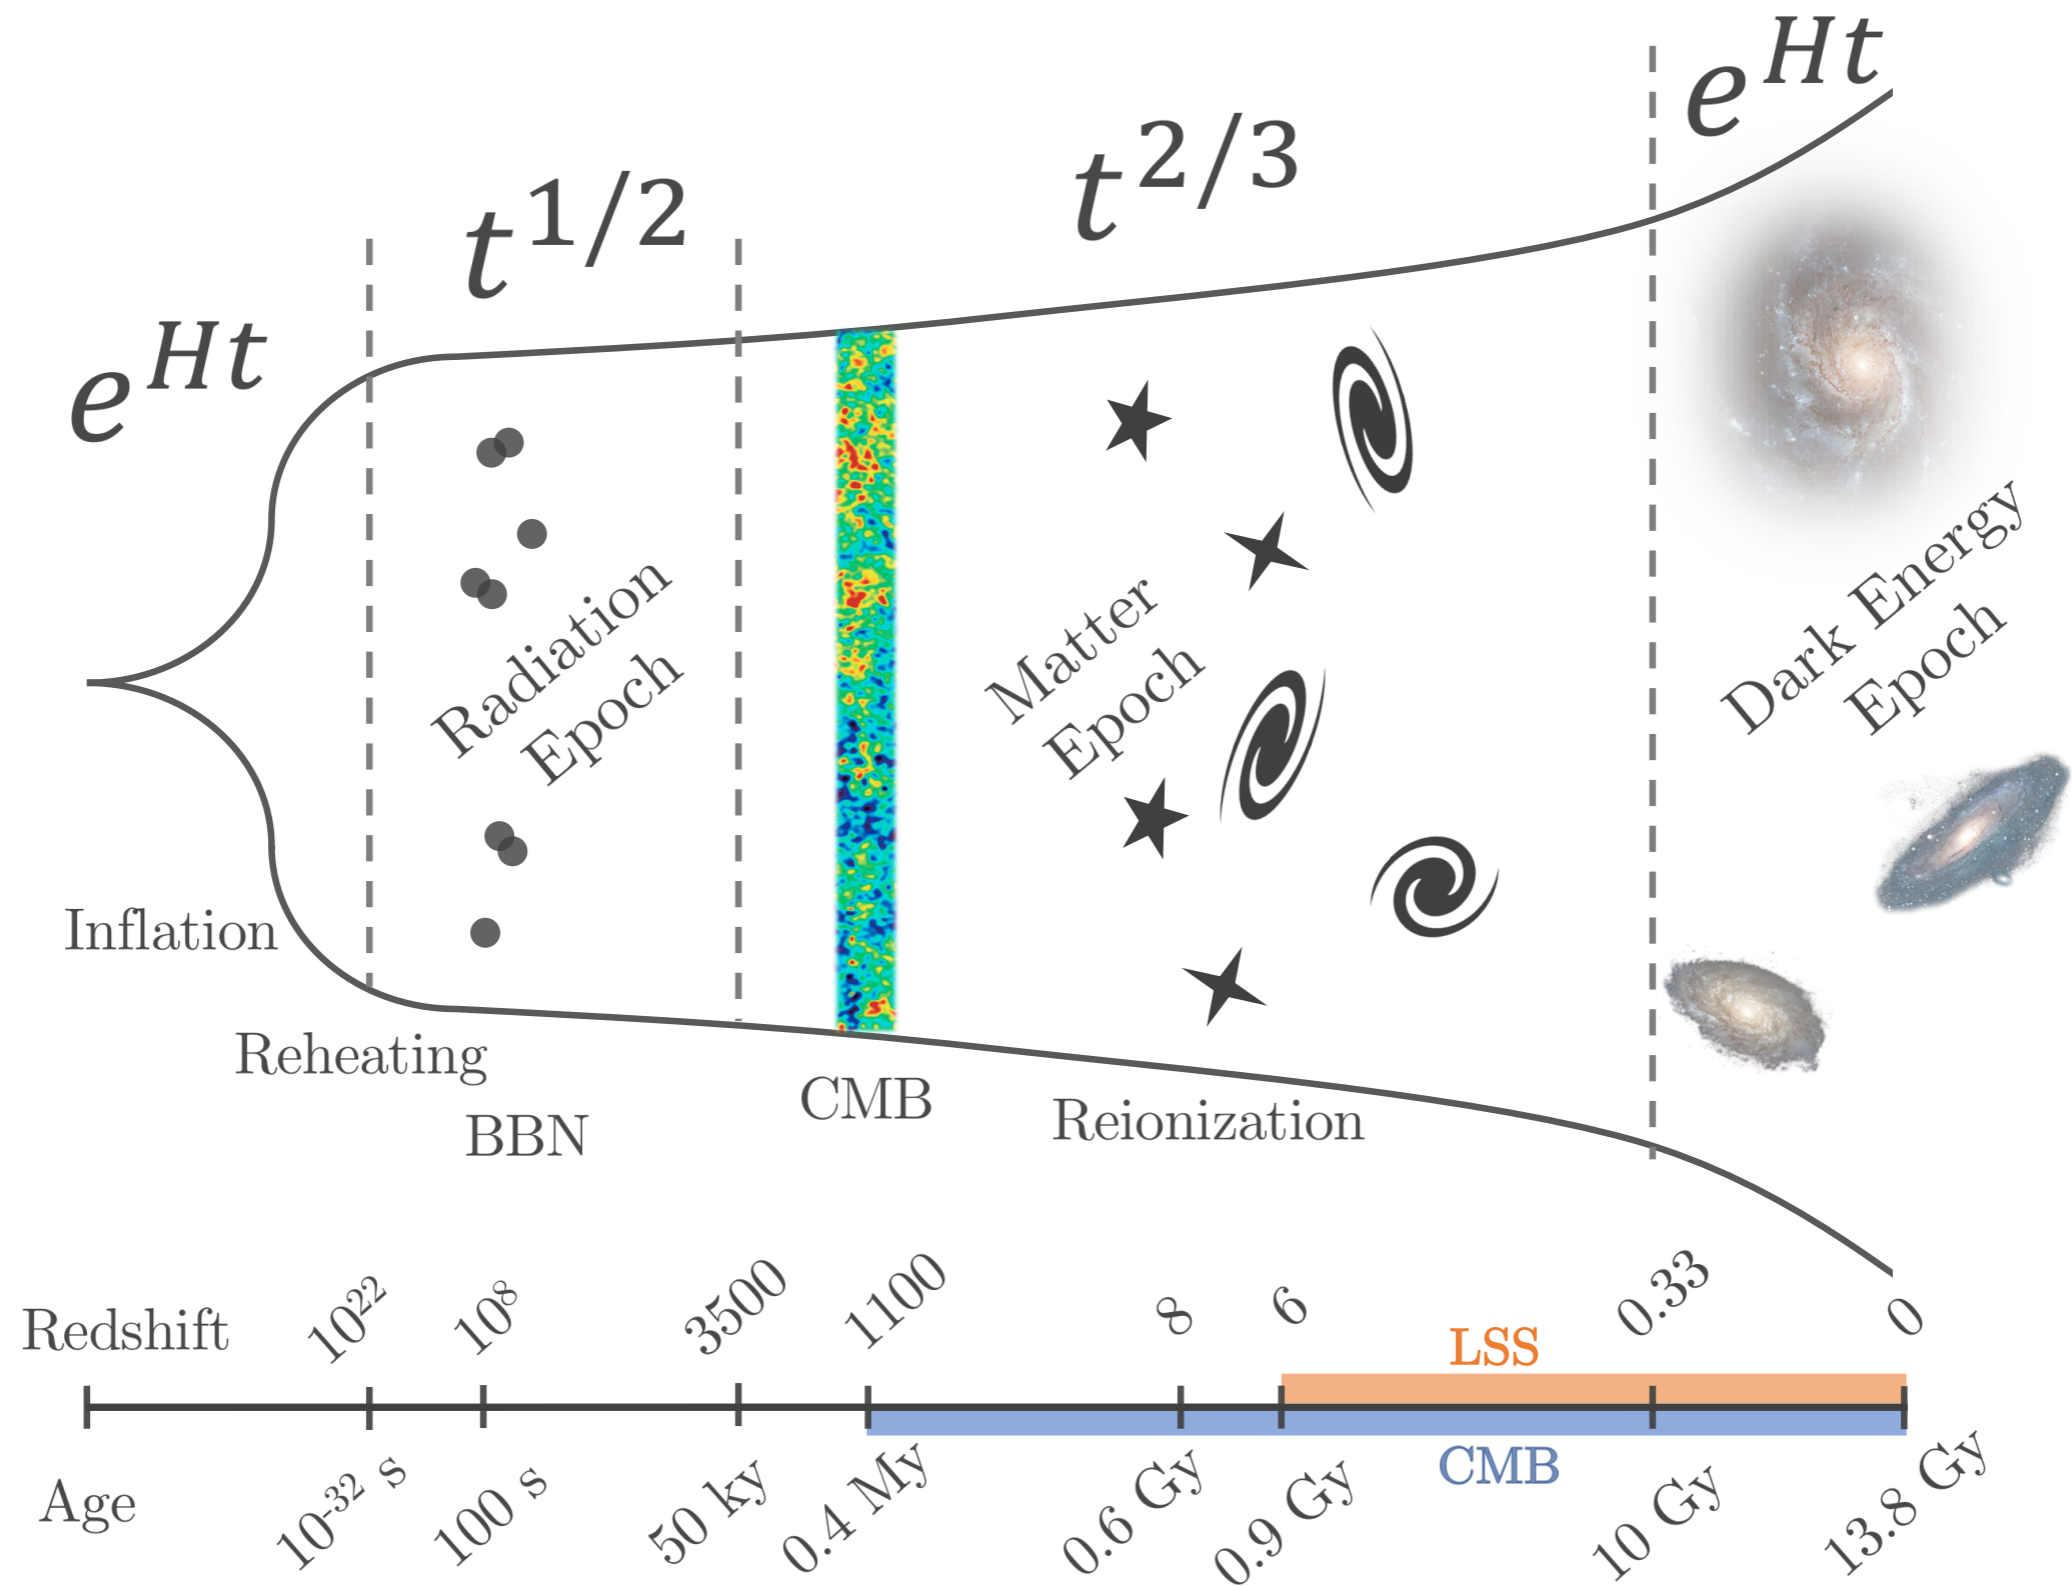 e^{Ht}
t^{1/2}
t^{2/3}
e^{Ht}
Radiation
Epoch
Matter
Epoch
Dark Energy
Epoch
Inflation
Reheating
BBN
CMB
Reionization
Redshift
10^{22}
10^{8}
3500
1100
8
6
0.33
0
LSS
CMB
Age
10^{-32} s
100 s
50 ky
0.4 My
0.6 Gy
0.9 Gy
10 Gy
13.8 Gy